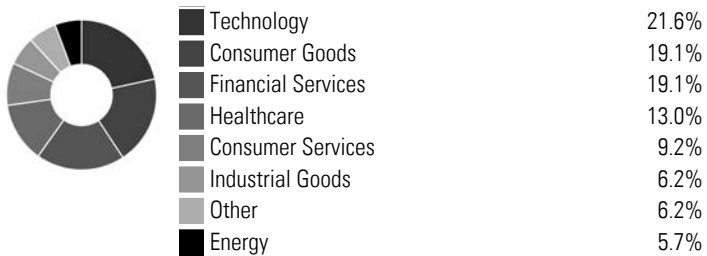 Technology 21.6%
Consumer Goods 19.1%
Financial Services 19.1%
Healthcare 13.0%
Consumer Services 9.2%
Industrial Goods 6.2%
Other 6.2%
Energy 5.7%